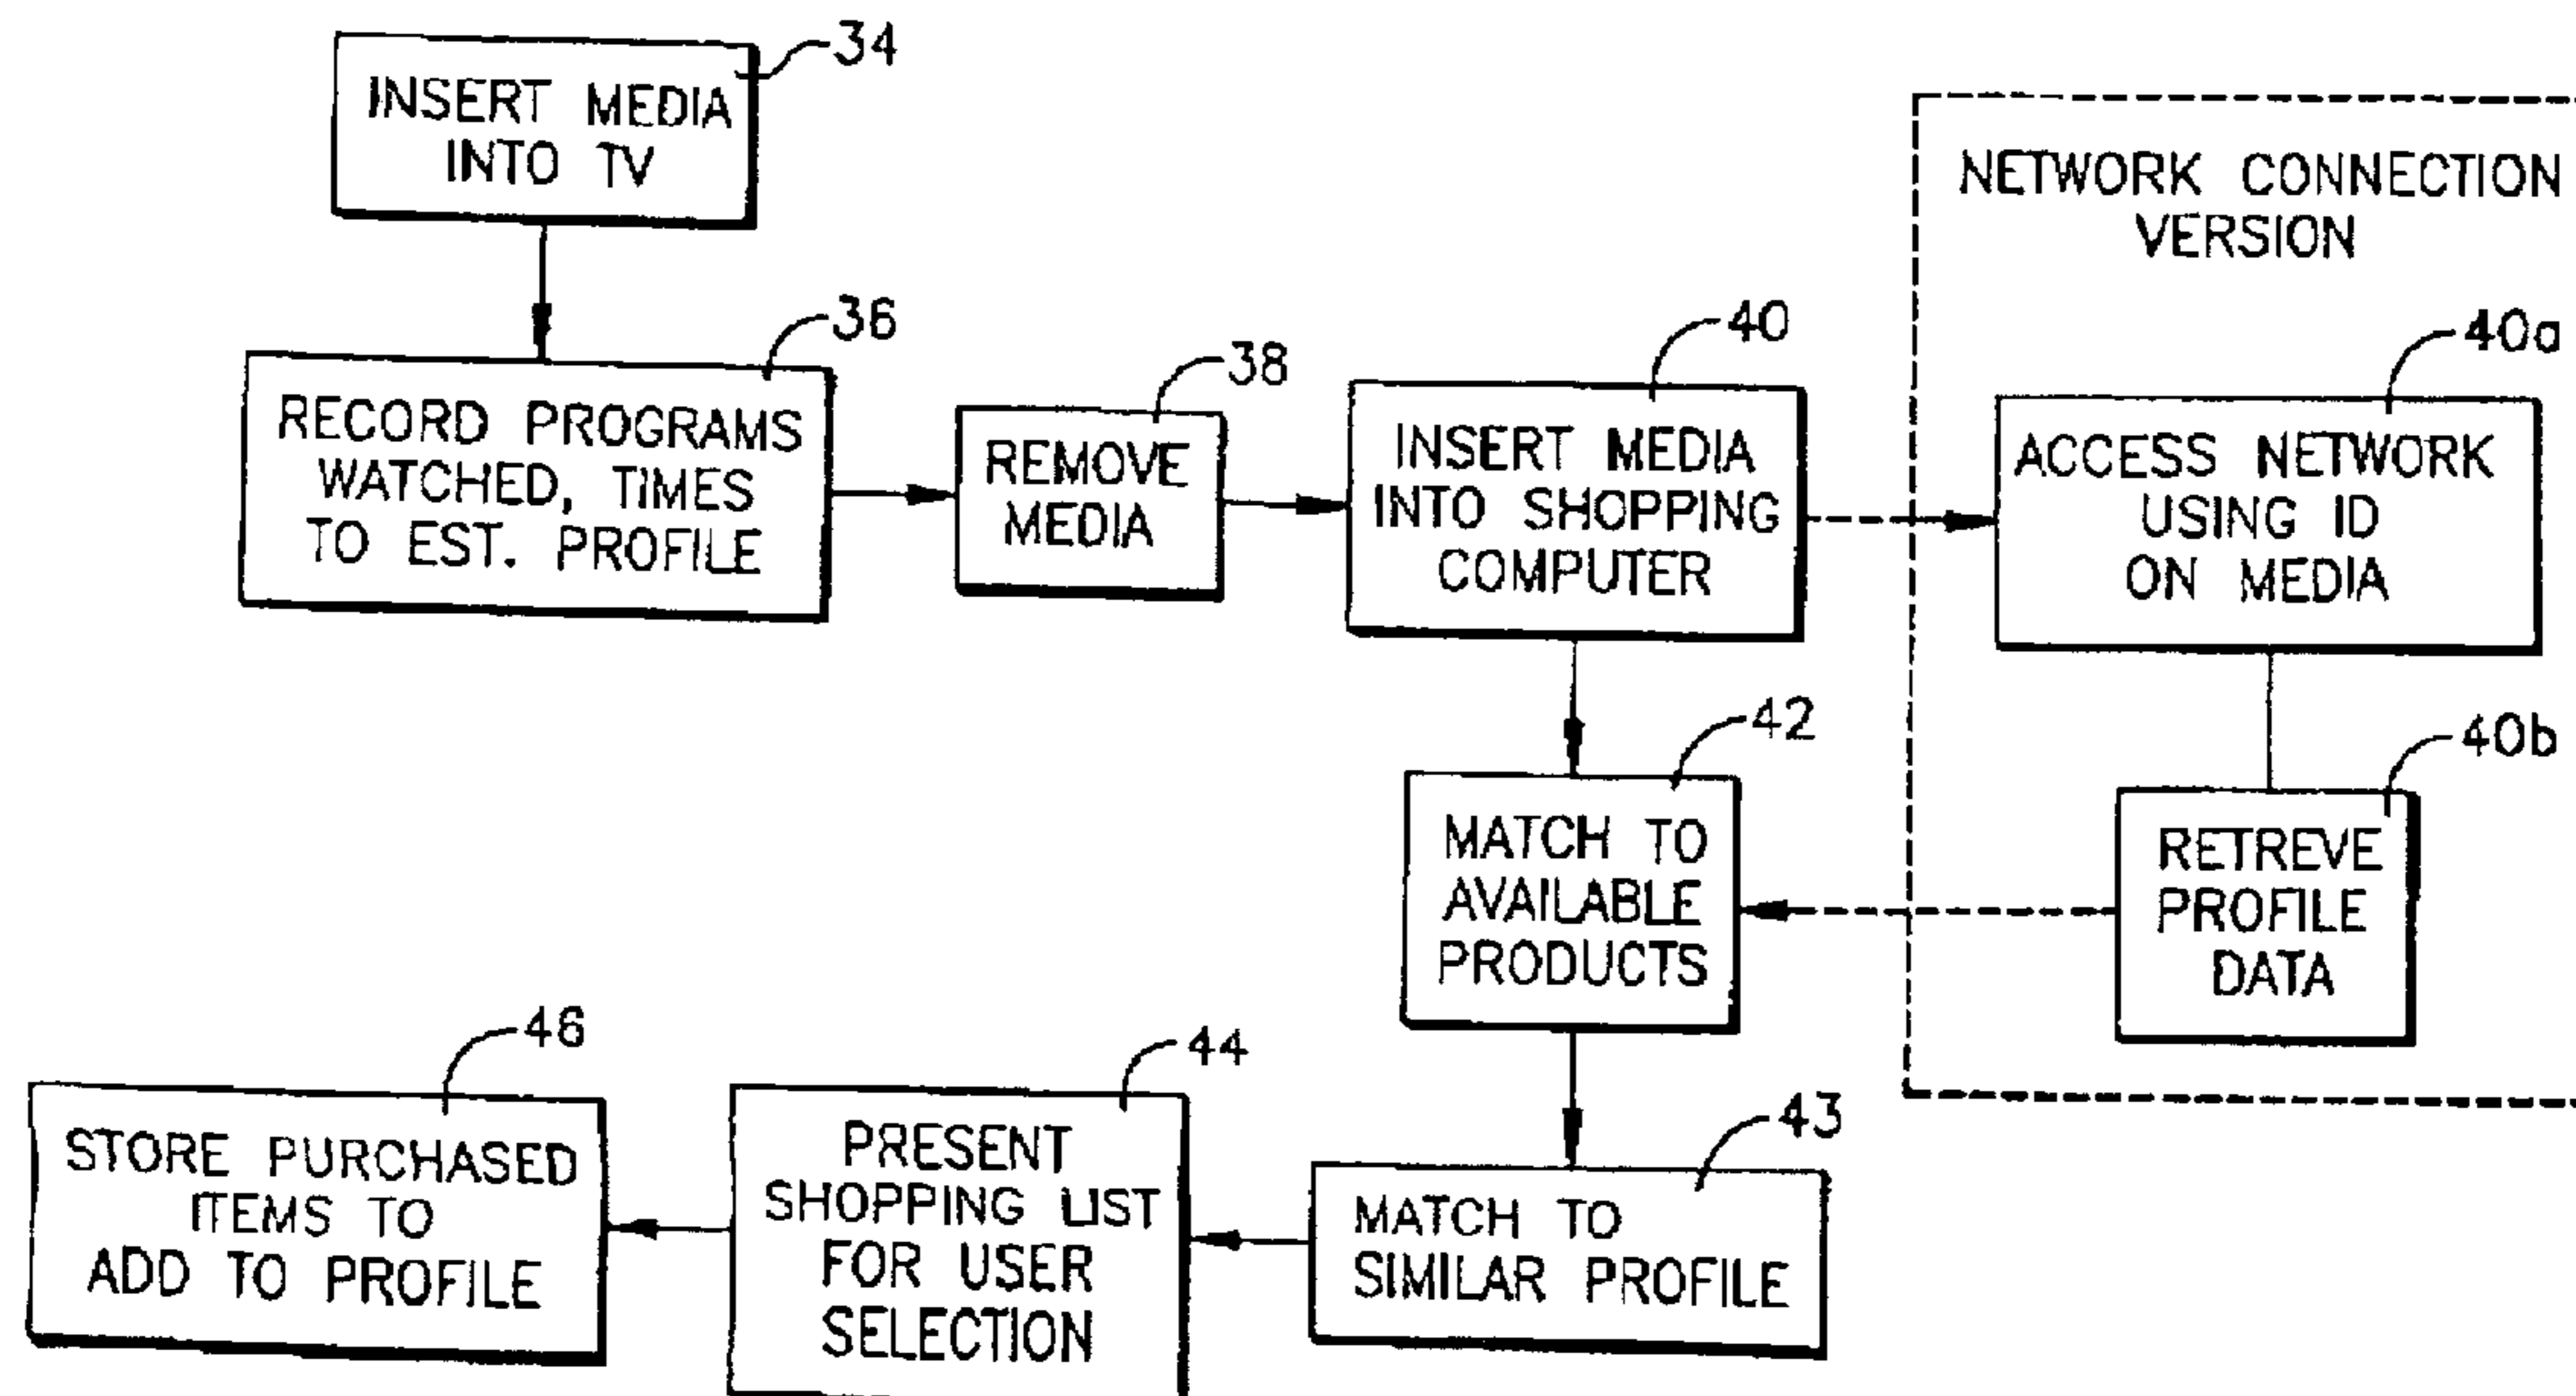 34
INSERT MEDIA
INTO TV
36
RECORD PROGRAMS
WATCHED, TIMES
TO EST. PROFILE
38
REMOVE
MEDIA
40
INSERT MEDIA
INTO SHOPPING
COMPUTER
NETWORK CONNECTION
VERSION
40a
ACCESS NETWORK
USING ID
ON MEDIA
40b
RETREVE
PROFILE
DATA
42
MATCH TO
AVAILABLE
PRODUCTS
43
MATCH TO
SIMILAR PROFILE
44
PRESENT
SHOPPING LIST
FOR USER
SELECTION
46
STORE PURCHASED
ITEMS TO
ADD TO PROFILE